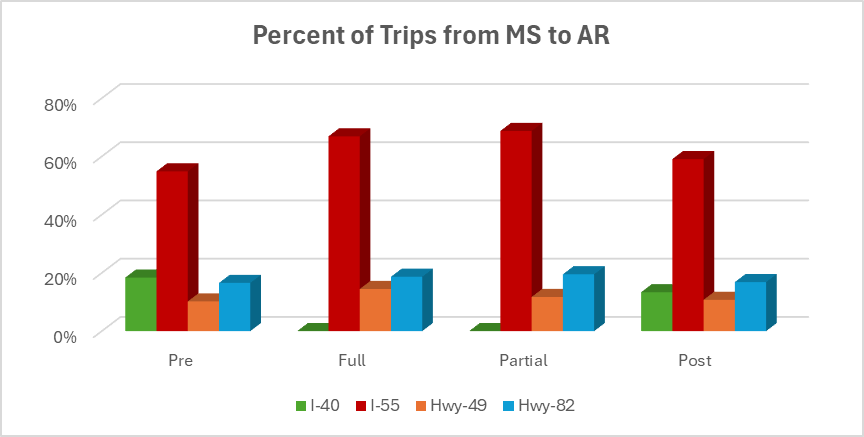 Percent of Trips from MS to AR
80%
60%
40%
20%
0%
Pre Full Partial Post
I-40 I-55 Hwy-49 Hwy-82